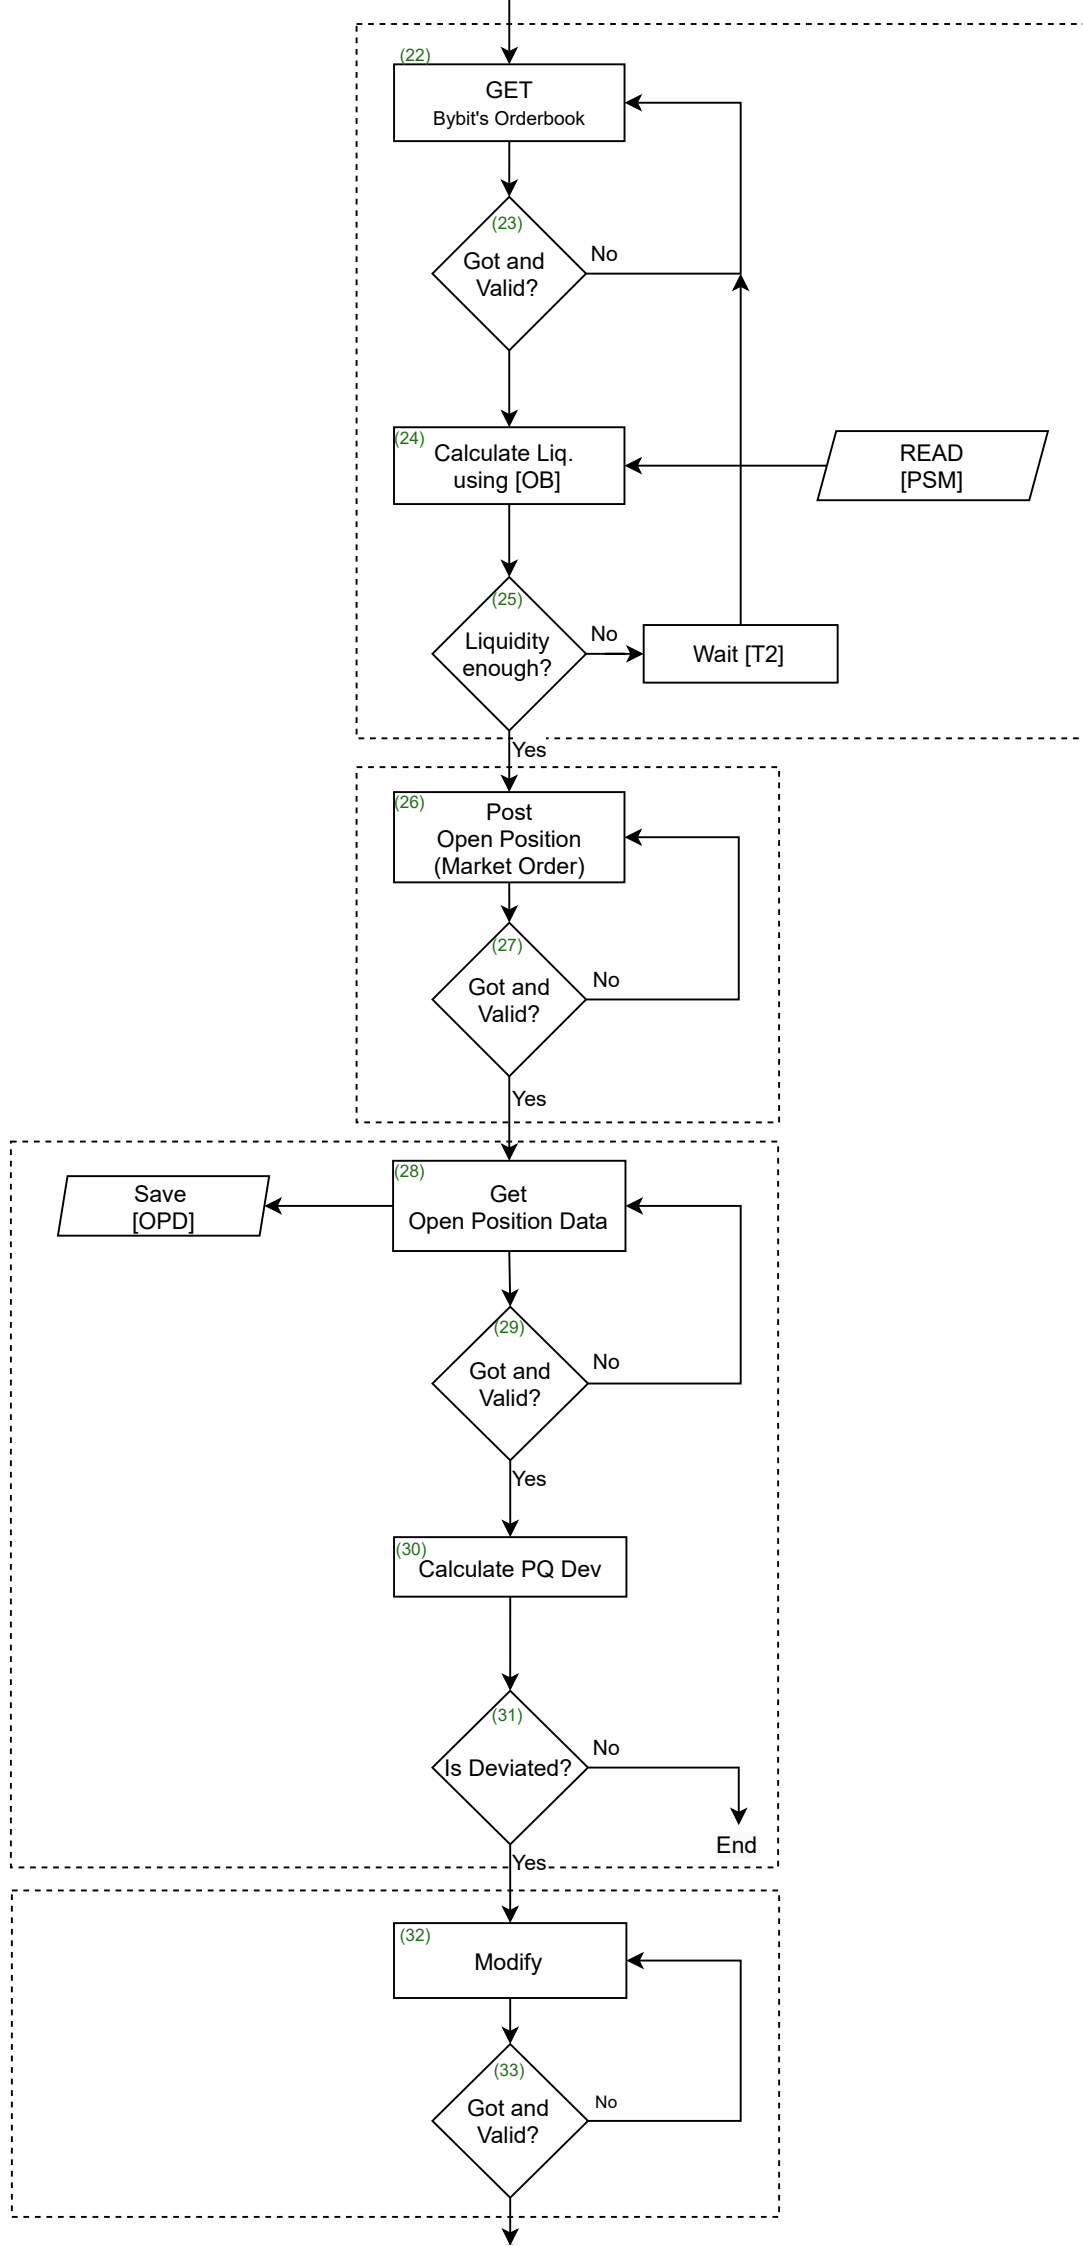 (22)
GET
Bybit's Orderbook
(23)
Got and
Valid?
No
(24)
Calculate Liq.
using [OB]
READ
[PSM]
(25)
Liquidity
enough?
No
Wait [T2]
Yes
(26)
Post
Open Position
(Market Order)
(27)
Got and
Valid?
No
Yes
(28)
Get
Open Position Data
Save
[OPD]
(29)
Got and
Valid?
No
Yes
(30)
Calculate PQ Dev
(31)
Is Deviated?
No
End
Yes
(32)
Modify
(33)
Got and
Valid?
No